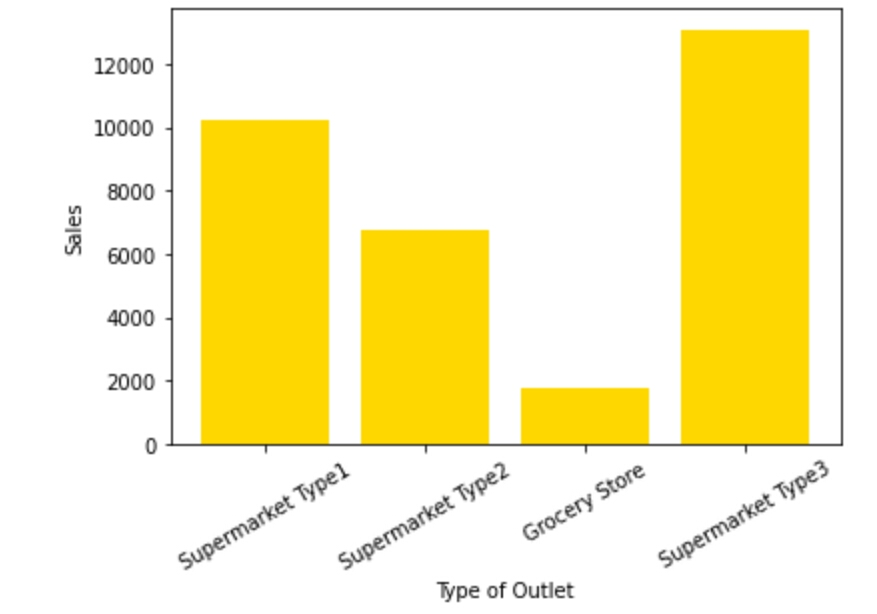 12000
10000
8000
6000
4000
2000
0
Sales
Supermarket Type1
Supermarket Type2
Grocery Store
Supermarket Type3
Type of Outlet